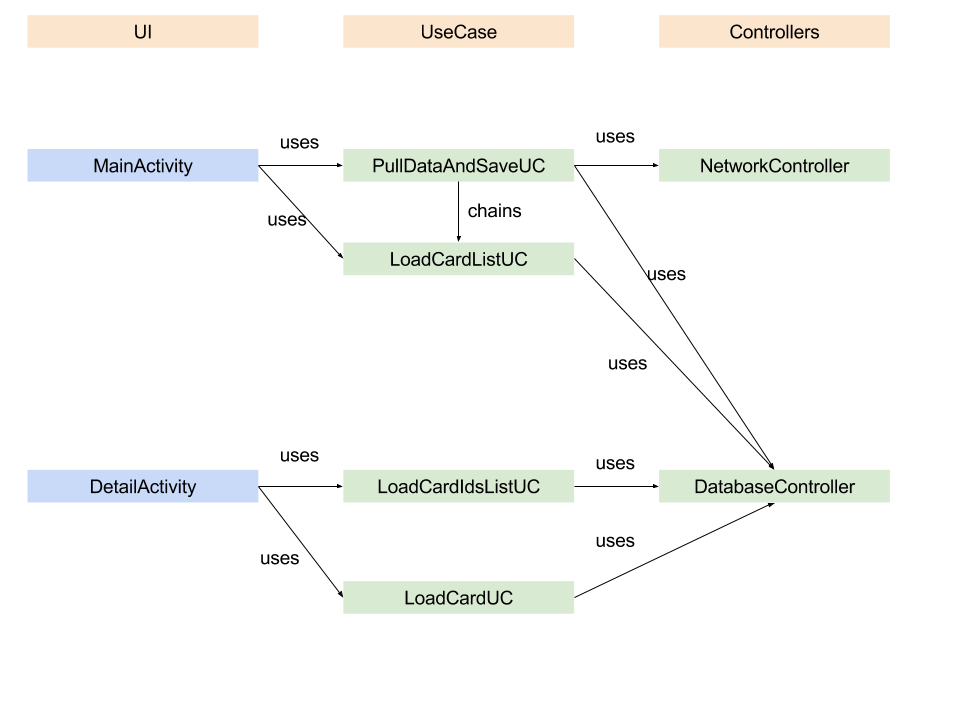 UI
UseCase
Controllers
uses
uses
MainActivity
PullDataAndSaveUC
NetworkController
uses
chains
LoadCardListUC
uses
uses
uses
uses
DetailActivity
LoadCardIdsListUC
DatabaseController
uses
uses
LoadCardUC